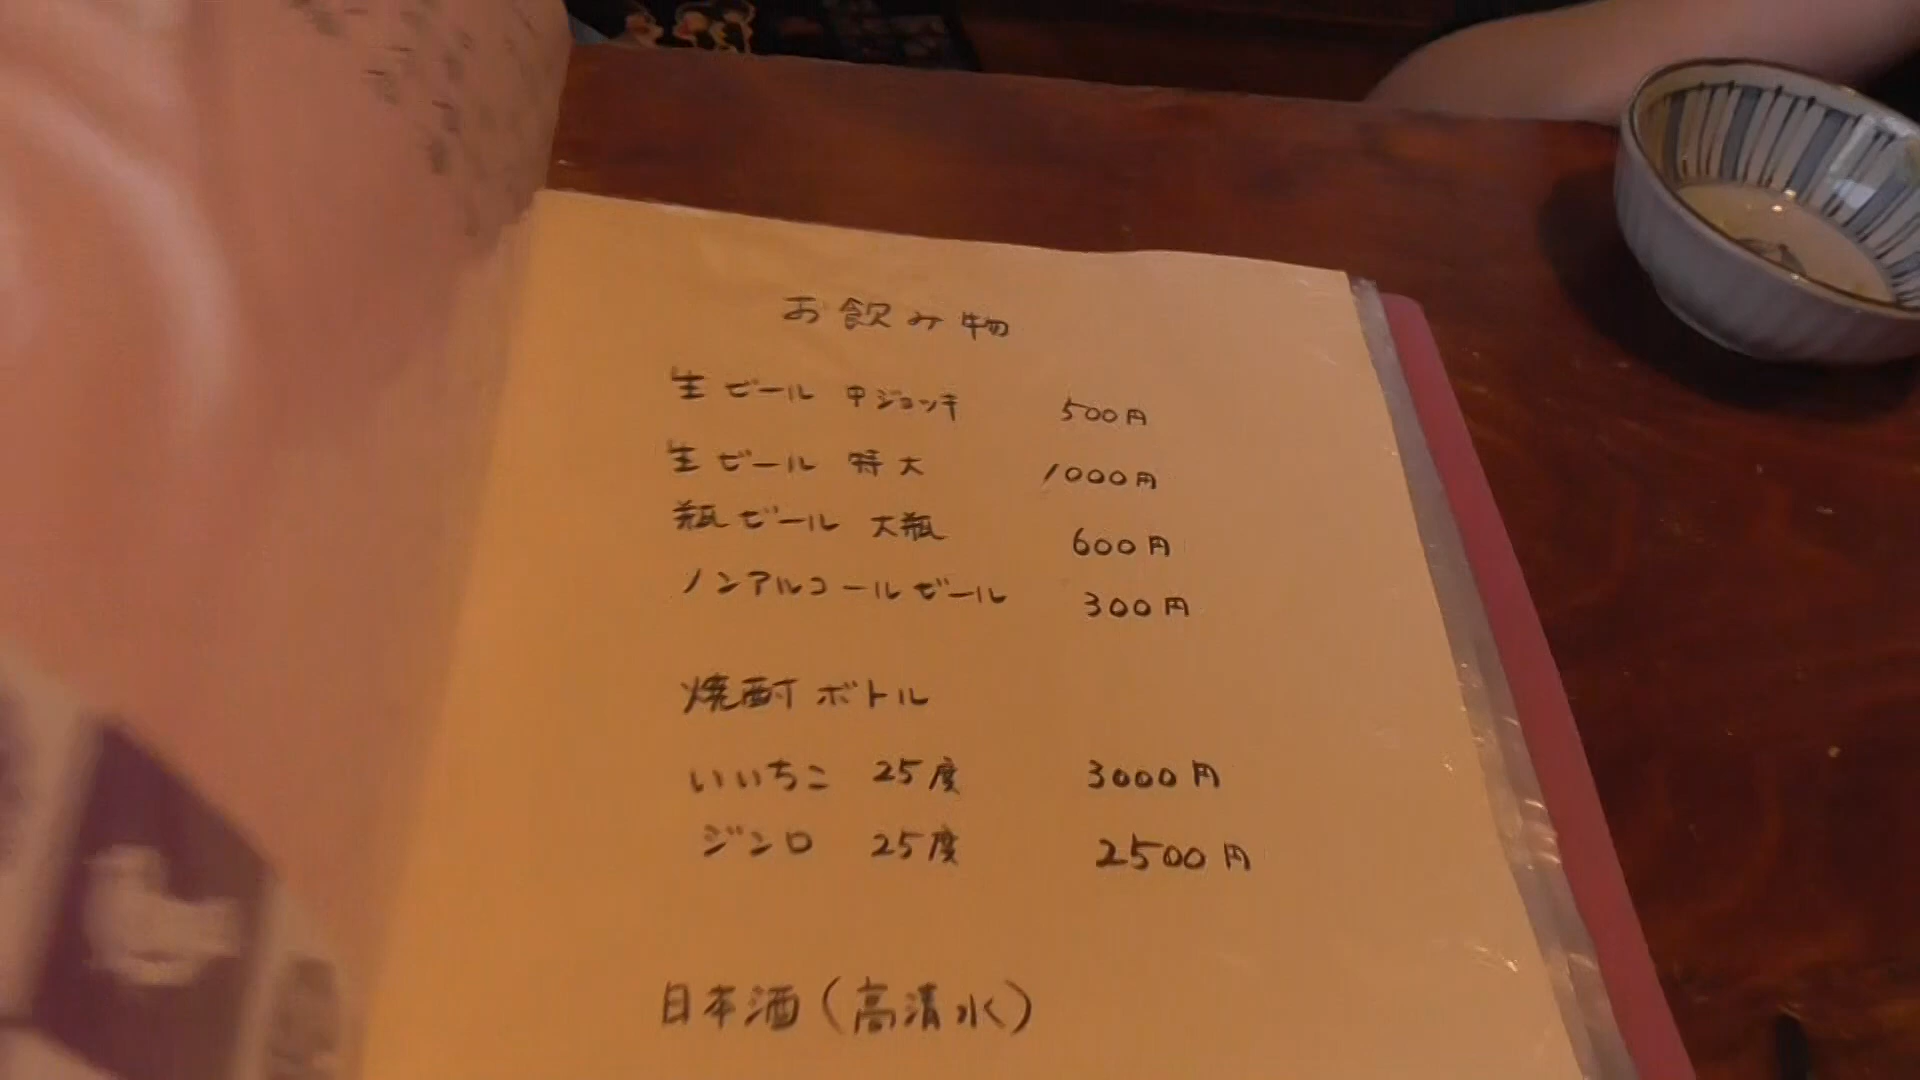 お飲み物
生ビール 中ジョッキ 500円
生ビール 特大 1000円
瓶ビール 大瓶 600円
ノンアルコールビール 300円
焼酎ボトル
いいちこ 25度 3000円
ジンロ 25度 2500円
日本酒(高清水)